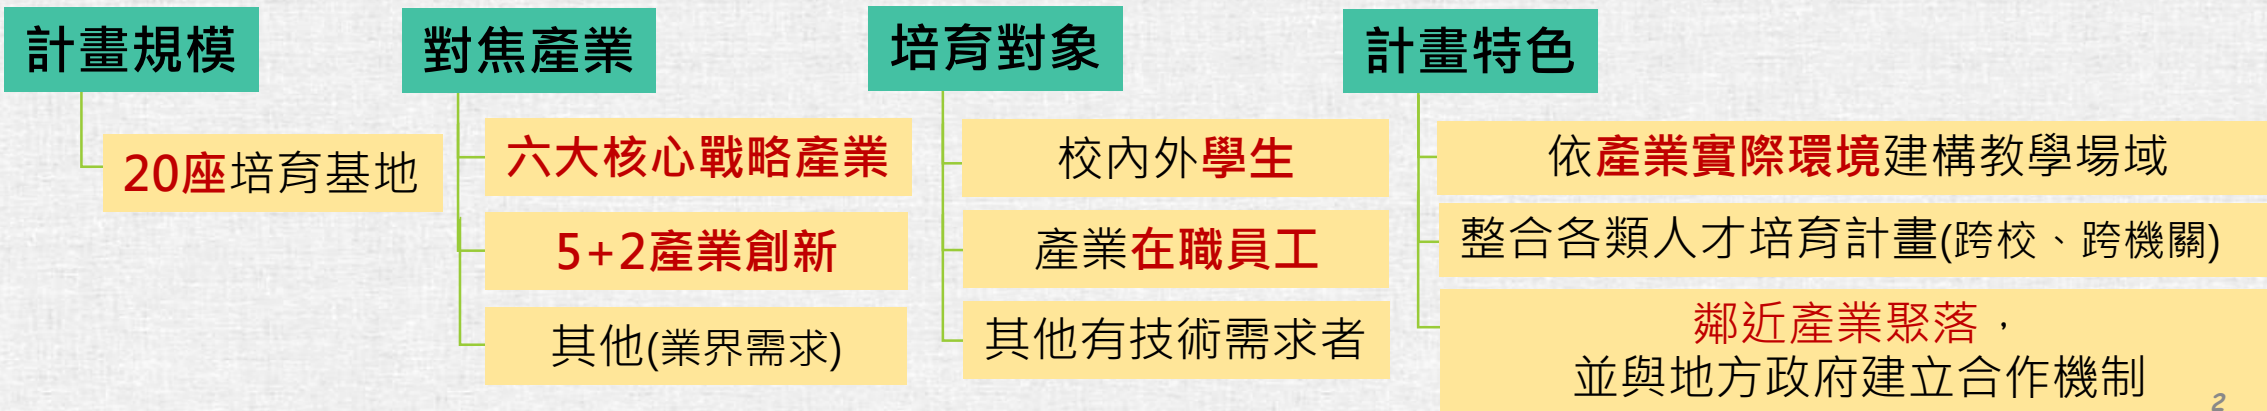 計畫規模
20座培育基地
對焦產業
六大核心戰略產業
5+2產業創新
其他(業界需求)
培育對象
校內外學生
產業在職員工
其他有技術需求者
計畫特色
依產業實際環境建構教學場域
整合各類人才培育計畫(跨校、跨機關)
鄰近產業聚落，
並與地方政府建立合作機制
2